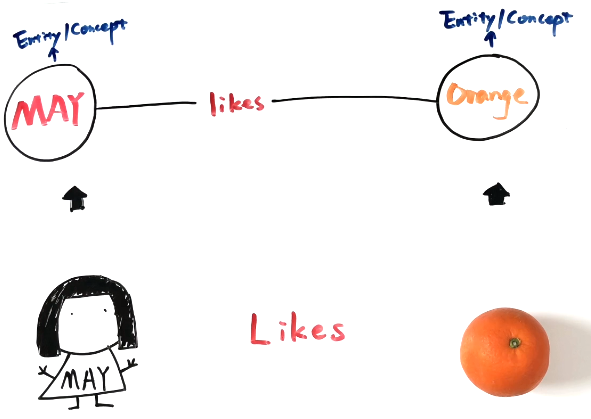 Entity/Concept
Entity/Concept
MAY
likes
Orange
Likes
MAY